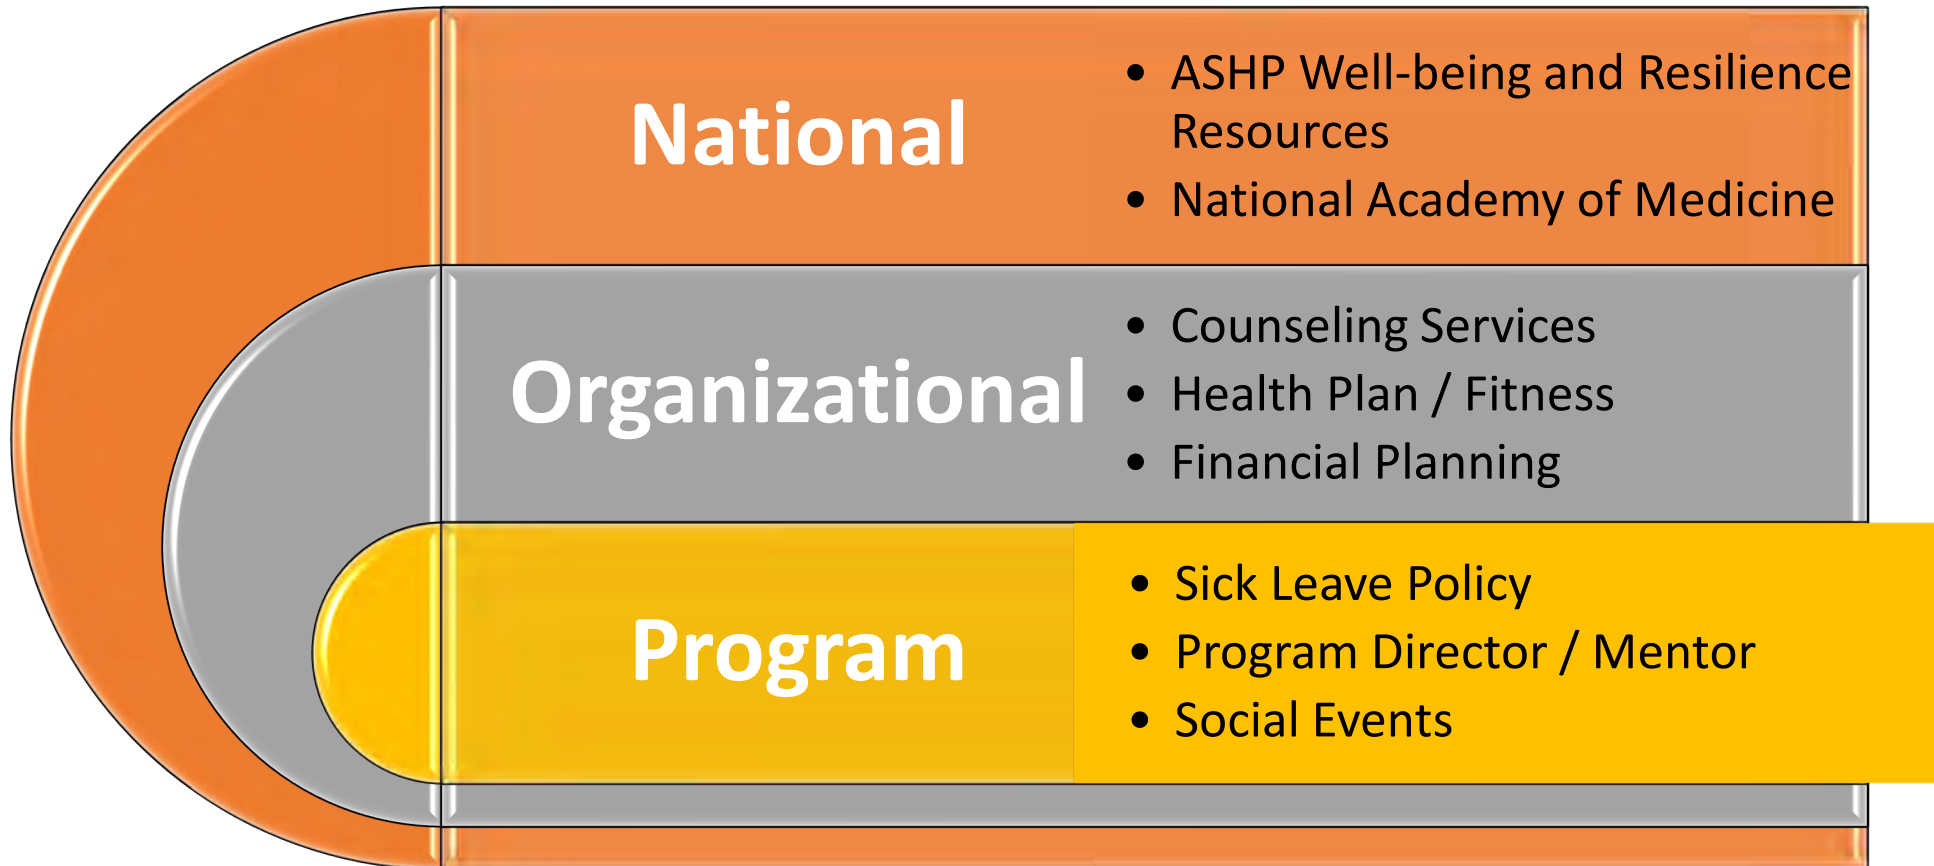 National
• ASHP Well-being and Resilience
Resources
• National Academy of Medicine
Organizational
• Counseling Services
• Health Plan / Fitness
• Financial Planning
Program
• Sick Leave Policy
• Program Director / Mentor
• Social Events